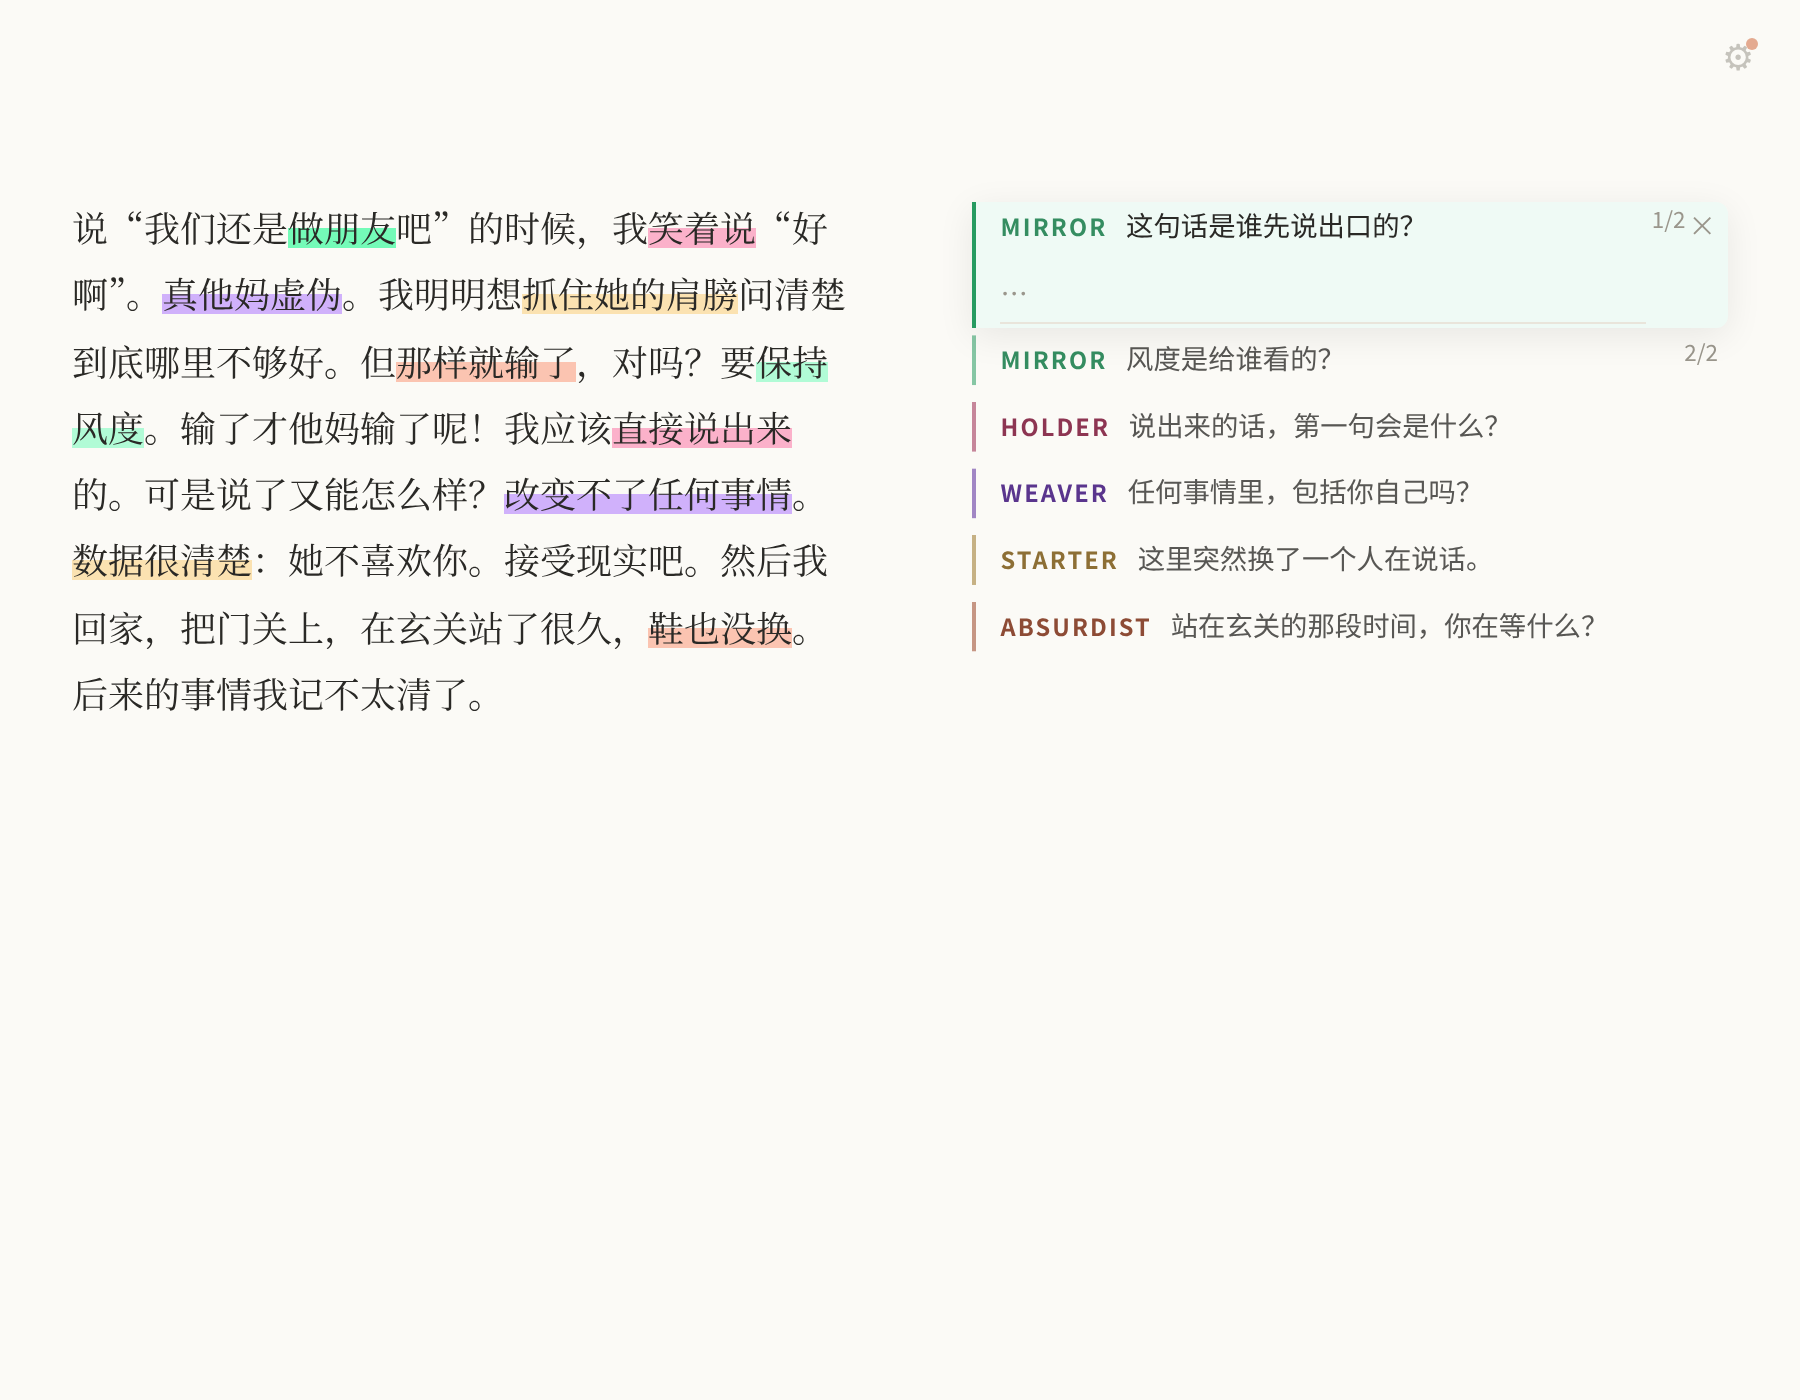 说“我们还是做朋友吧”的时候，我笑着说“好
啊”。真他妈虚伪。我明明想抓住她的肩膀问清楚
到底哪里不够好。但那样就输了，对吗？要保持
风度。输了才他妈输了呢！我应该直接说出来
的。可是说了又能怎么样？改变不了任何事情。
数据很清楚：她不喜欢你。接受现实吧。然后我
回家，把门关上，在玄关站了很久，鞋也没换。
后来的事情我记不太清了。
MIRROR 这句话是谁先说出口的？ 1/2
…
MIRROR 风度是给谁看的？ 2/2
HOLDER 说出来的话，第一句会是什么？
WEAVER 任何事情里，包括你自己吗？
STARTER 这里突然换了一个人在说话。
ABSURDIST 站在玄关的那段时间，你在等什么？